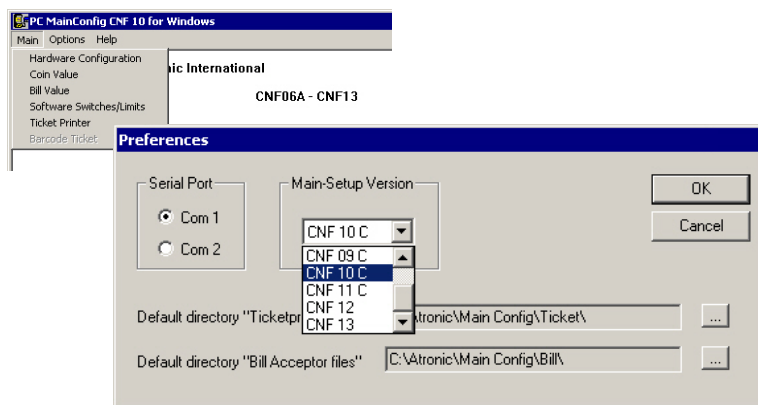 PC MainConfig CNF 10 for Windows
Main Options Help
Hardware Configuration
Coin Value
Bill Value
Software Switches/Limits
Ticket Printer
Barcode Ticket
nic International
CNF06A - CNF13
Preferences
Serial Port
Com 1
Com 2
Main-Setup Version
CNF 10 C
CNF 09 C
CNF 10 C
CNF 11 C
CNF 12
CNF 13
OK
Cancel
Default directory "Ticketpr tronic\Main Config\Ticket\ ...
Default directory "Bill Acceptor files" C:\Atronic\Main Config\Bill\ ...